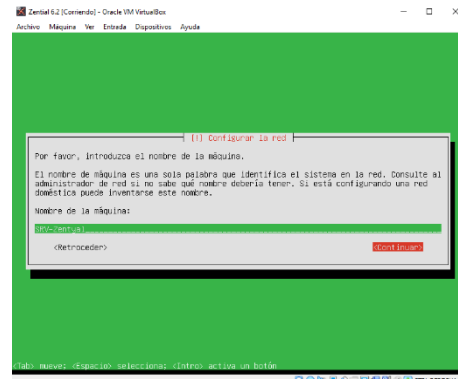 Zential 6.2 [Corriendo] - Oracle VM VirtualBox
Archivo Máquina Ver Entrada Dispositivos Ayuda
[!] Configurar la red
Por favor, introduzca el nombre de la máquina.
El nombre de máquina es una sola palabra que identifica el sistema en la red. Consulte al
administrador de red si no sabe qué nombre debería tener. Si está configurando una red
doméstica puede inventarse este nombre.
Nombre de la máquina:
SRV-Zentyal
<Retroceder> <Continuar>
<Tab> mueve; <Espacio> selecciona; <Intro> activa un botón